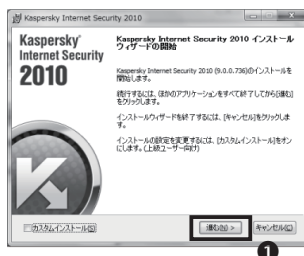 Kaspersky Internet Security 2010
Kaspersky
Internet Security
2010
Kaspersky Internet Security 2010 インストール
ウィザードの開始
Kaspersky Internet Security 2010 (9.0.0.736)のインストールを
開始します。
続行するには、ほかのアプリケーションをすべて終了してから[進む]
をクリックします。
インストールウィザードを終了するには、[キャンセル]をクリックしま
す。
インストールの設定を変更するには、[カスタムインストール]をオン
にします。(上級ユーザー向け)
カスタムインストール(S)
進む(N) >
キャンセル(C)
1